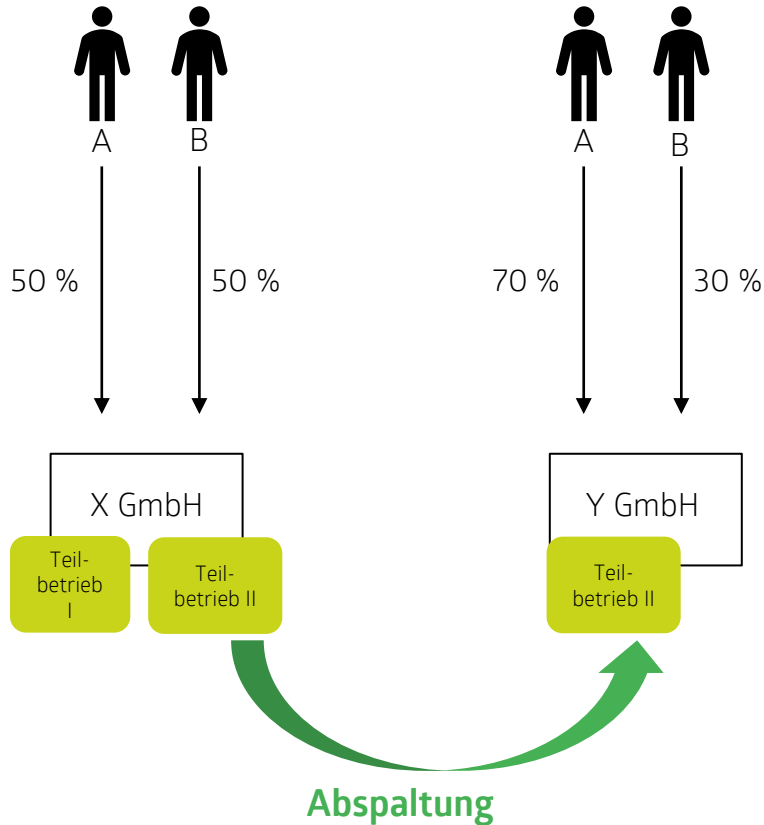 A
B
A
B
50 %
50 %
70 %
30 %
X GmbH
Y GmbH
Teil-
betrieb
I
Teil-
betrieb II
Teil-
betrieb II
Abspaltung